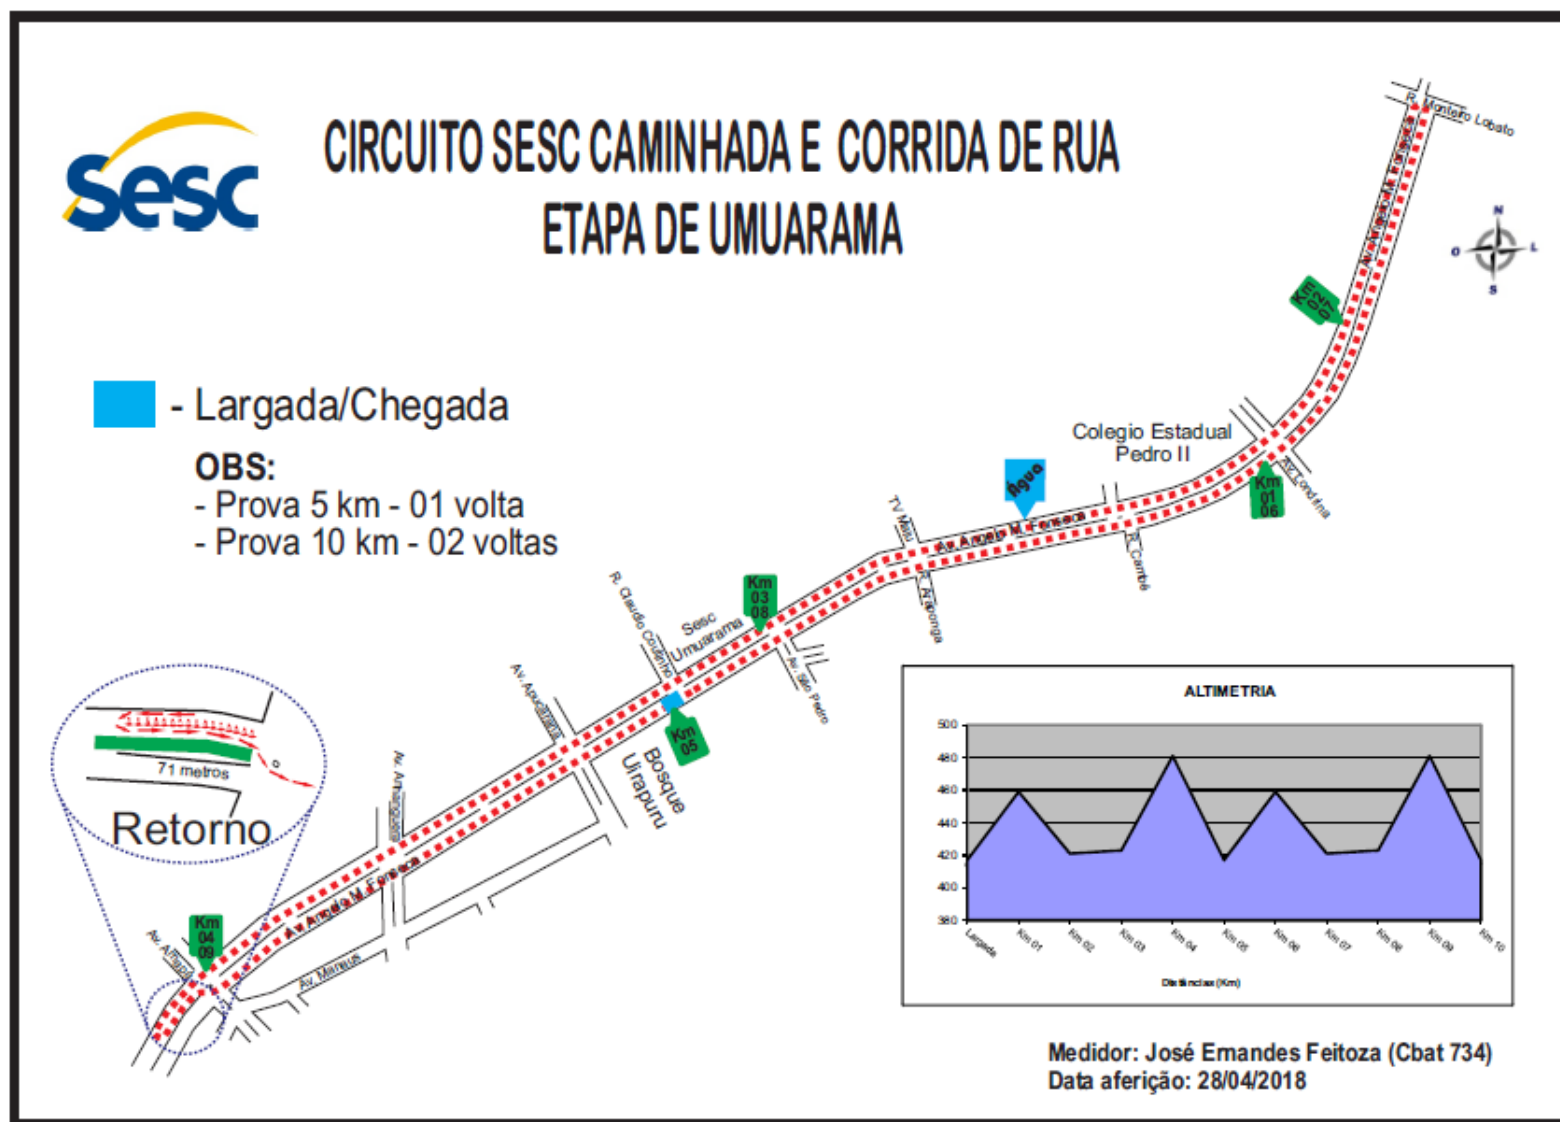 Sesc
CIRCUITO SESC CAMINHADA E CORRIDA DE RUA
ETAPA DE UMUARAMA
R. Monteiro Lobato
Av. Angelo M. Fonseca
N
O
L
S
Km
02
07
- Largada/Chegada
OBS:
- Prova 5 km - 01 volta
- Prova 10 km - 02 voltas
Colegio Estadual
Pedro II
Água
Av. Londrina
Km
01
06
Av. Angelo M. Fonseca
R. Cambé
R. Araponga
Km
03
08
R. Claudio Coutinho
Sesc
Umuarama
Av. São Pedro
Av. Apucarana
Km
05
Bosque
Uirapuru
71 metros
Retorno
Av. Angelo M. Fonseca
Km
04
09
Av. Manaus
ALTIMETRIA
500
480
460
440
420
400
380
Largada
Km 01
Km 02
Km 03
Km 04
Km 05
Km 06
Km 07
Km 08
Km 09
Km 10
Distâncias (Km)
Medidor: José Ernandes Feitoza (Cbat 734)
Data aferição: 28/04/2018